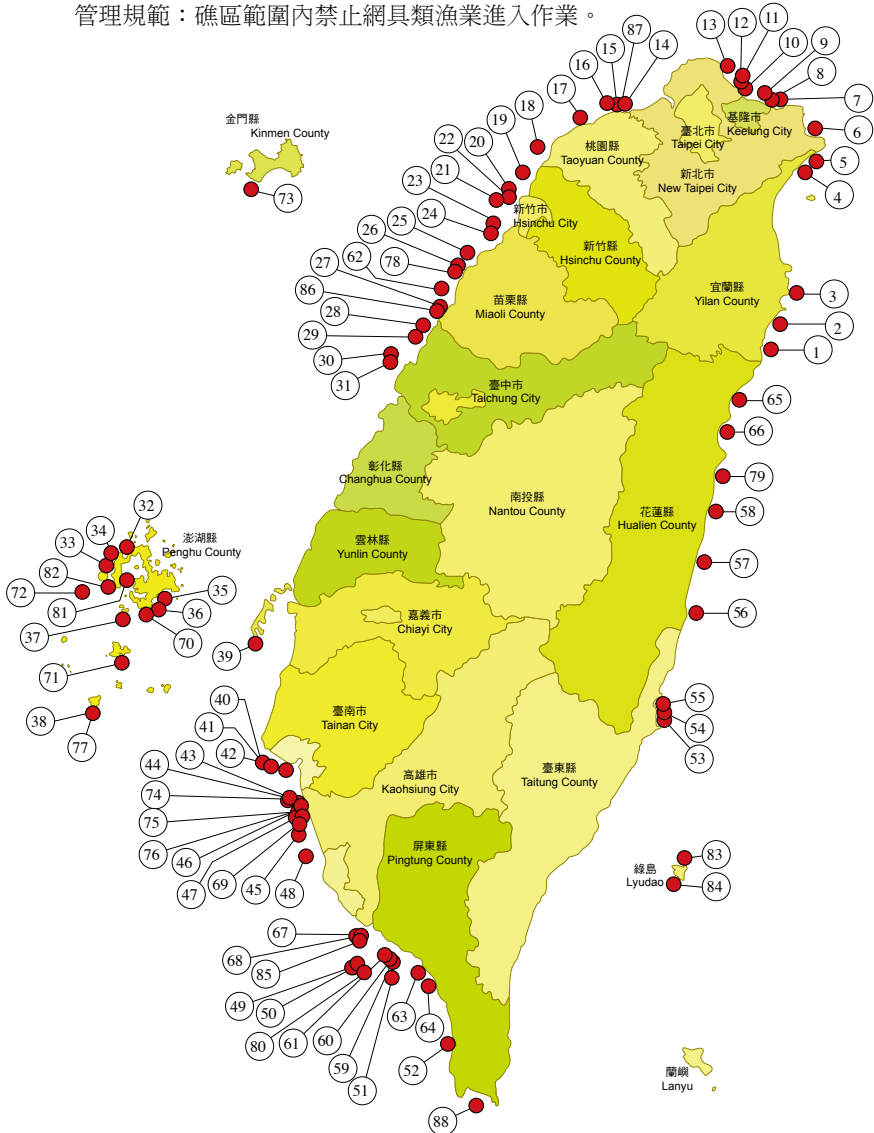 管理規範：礁區範圍內禁止網具類漁業進入作業。
13
12
11
10
9
8
7
6
5
4
16
15
87
14
17
18
19
20
22
21
23
24
25
26
62
78
27
86
28
29
30
31
金門縣
Kinmen County
73
臺北市
Taipei City
基隆市
Keelung City
桃園縣
Taoyuan County
新北市
New Taipei City
新竹市
Hsinchu City
新竹縣
Hsinchu County
宜蘭縣
Yilan County
3
2
1
苗栗縣
Miaoli County
臺中市
Taichung City
65
66
79
58
57
56
彰化縣
Changhua County
南投縣
Nantou County
花蓮縣
Hualien County
雲林縣
Yunlin County
澎湖縣
Penghu County
32
34
33
82
72
81
37
35
36
70
71
38
77
39
嘉義市
Chiayi City
臺南市
Tainan City
40
41
42
43
44
74
75
76
46
47
69
45
48
高雄市
Kaohsiung City
臺東縣
Taitung County
55
54
53
屏東縣
Pingtung County
綠島
Lyudao
83
84
67
68
85
49
50
80
61
60
59
51
63
64
52
88
蘭嶼
Lanyu